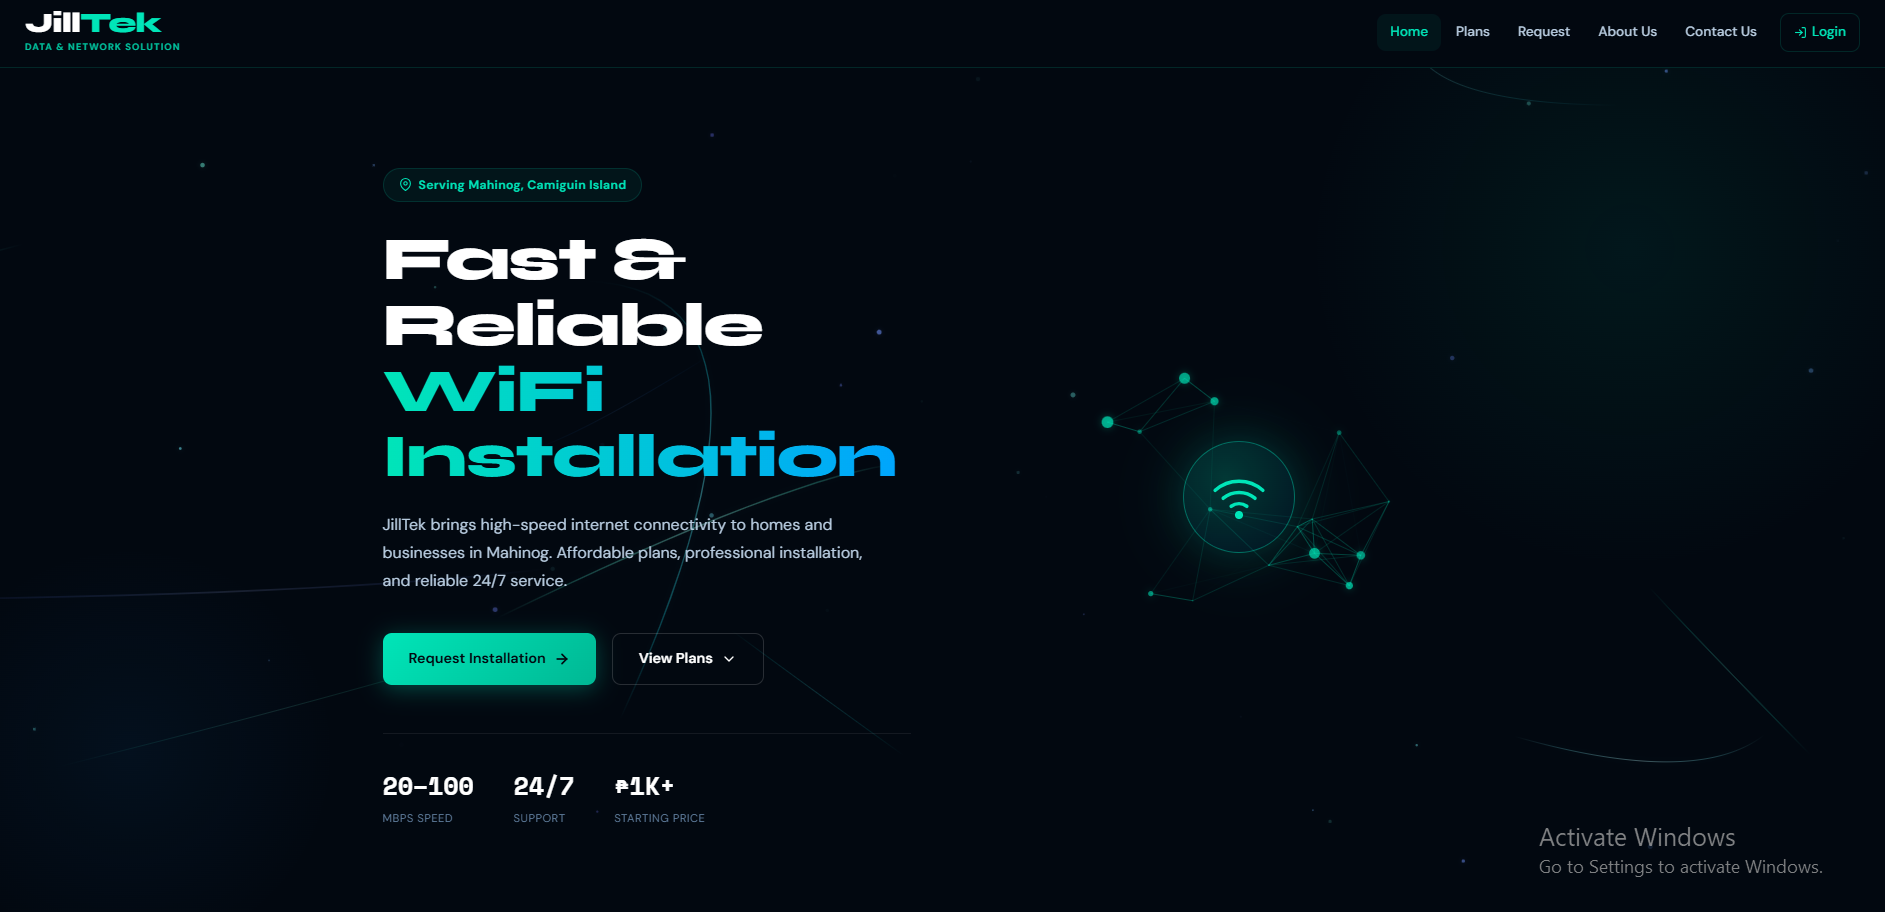 JillTek
DATA & NETWORK SOLUTION
Home
Plans
Request
About Us
Contact Us
Login
Serving Mahinog, Camiguin Island
Fast &
Reliable
WiFi
Installation
JillTek brings high-speed internet connectivity to homes and
businesses in Mahinog. Affordable plans, professional installation,
and reliable 24/7 service.
Request Installation →
View Plans
20–100
MBPS SPEED
24/7
SUPPORT
₱1K+
STARTING PRICE
Activate Windows
Go to Settings to activate Windows.